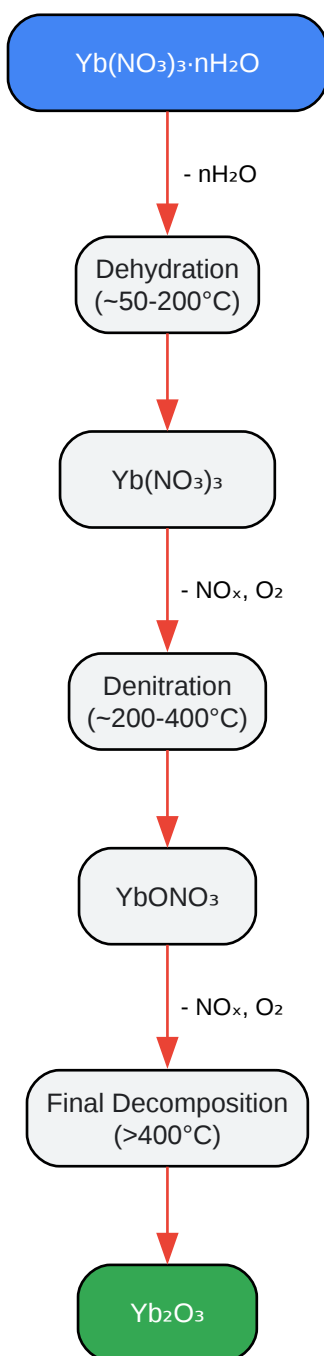 Yb(NO₃)₃·nH₂O
- nH₂O
Dehydration
(~50-200°C)
Yb(NO₃)₃
- NOₓ, O₂
Denitration
(~200-400°C)
YbONO₃
- NOₓ, O₂
Final Decomposition
(>400°C)
Yb₂O₃